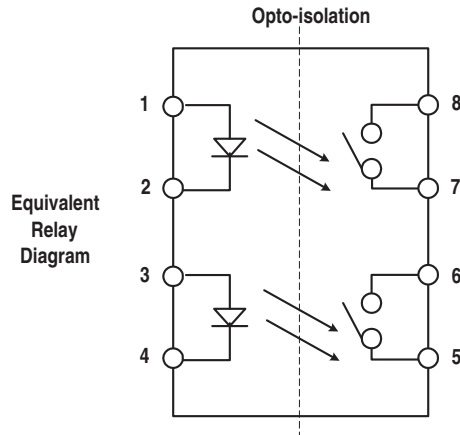 Opto-isolation
1
8
2
7
Equivalent
Relay
Diagram
3
6
4
5